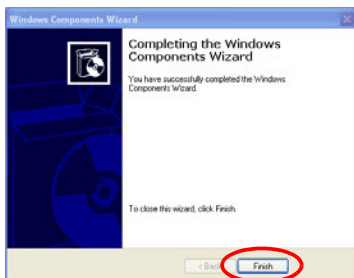 Windows Components Wizard
Completing the Windows
Components Wizard
You have successfully completed the Windows
Components Wizard.
To close this wizard, click Finish.
< Back
Finish